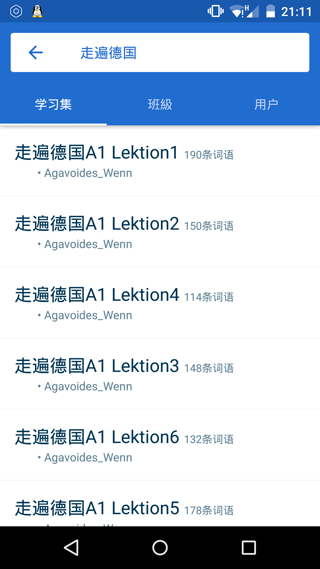 21:11
走遍德国
学习集 班級 用户
走遍德国A1 Lektion1 190条词语
• Agavoides_Wenn
走遍德国A1 Lektion2 150条词语
• Agavoides_Wenn
走遍德国A1 Lektion4 114条词语
• Agavoides_Wenn
走遍德国A1 Lektion3 148条词语
• Agavoides_Wenn
走遍德国A1 Lektion6 132条词语
• Agavoides_Wenn
走遍德国A1 Lektion5 178条词语